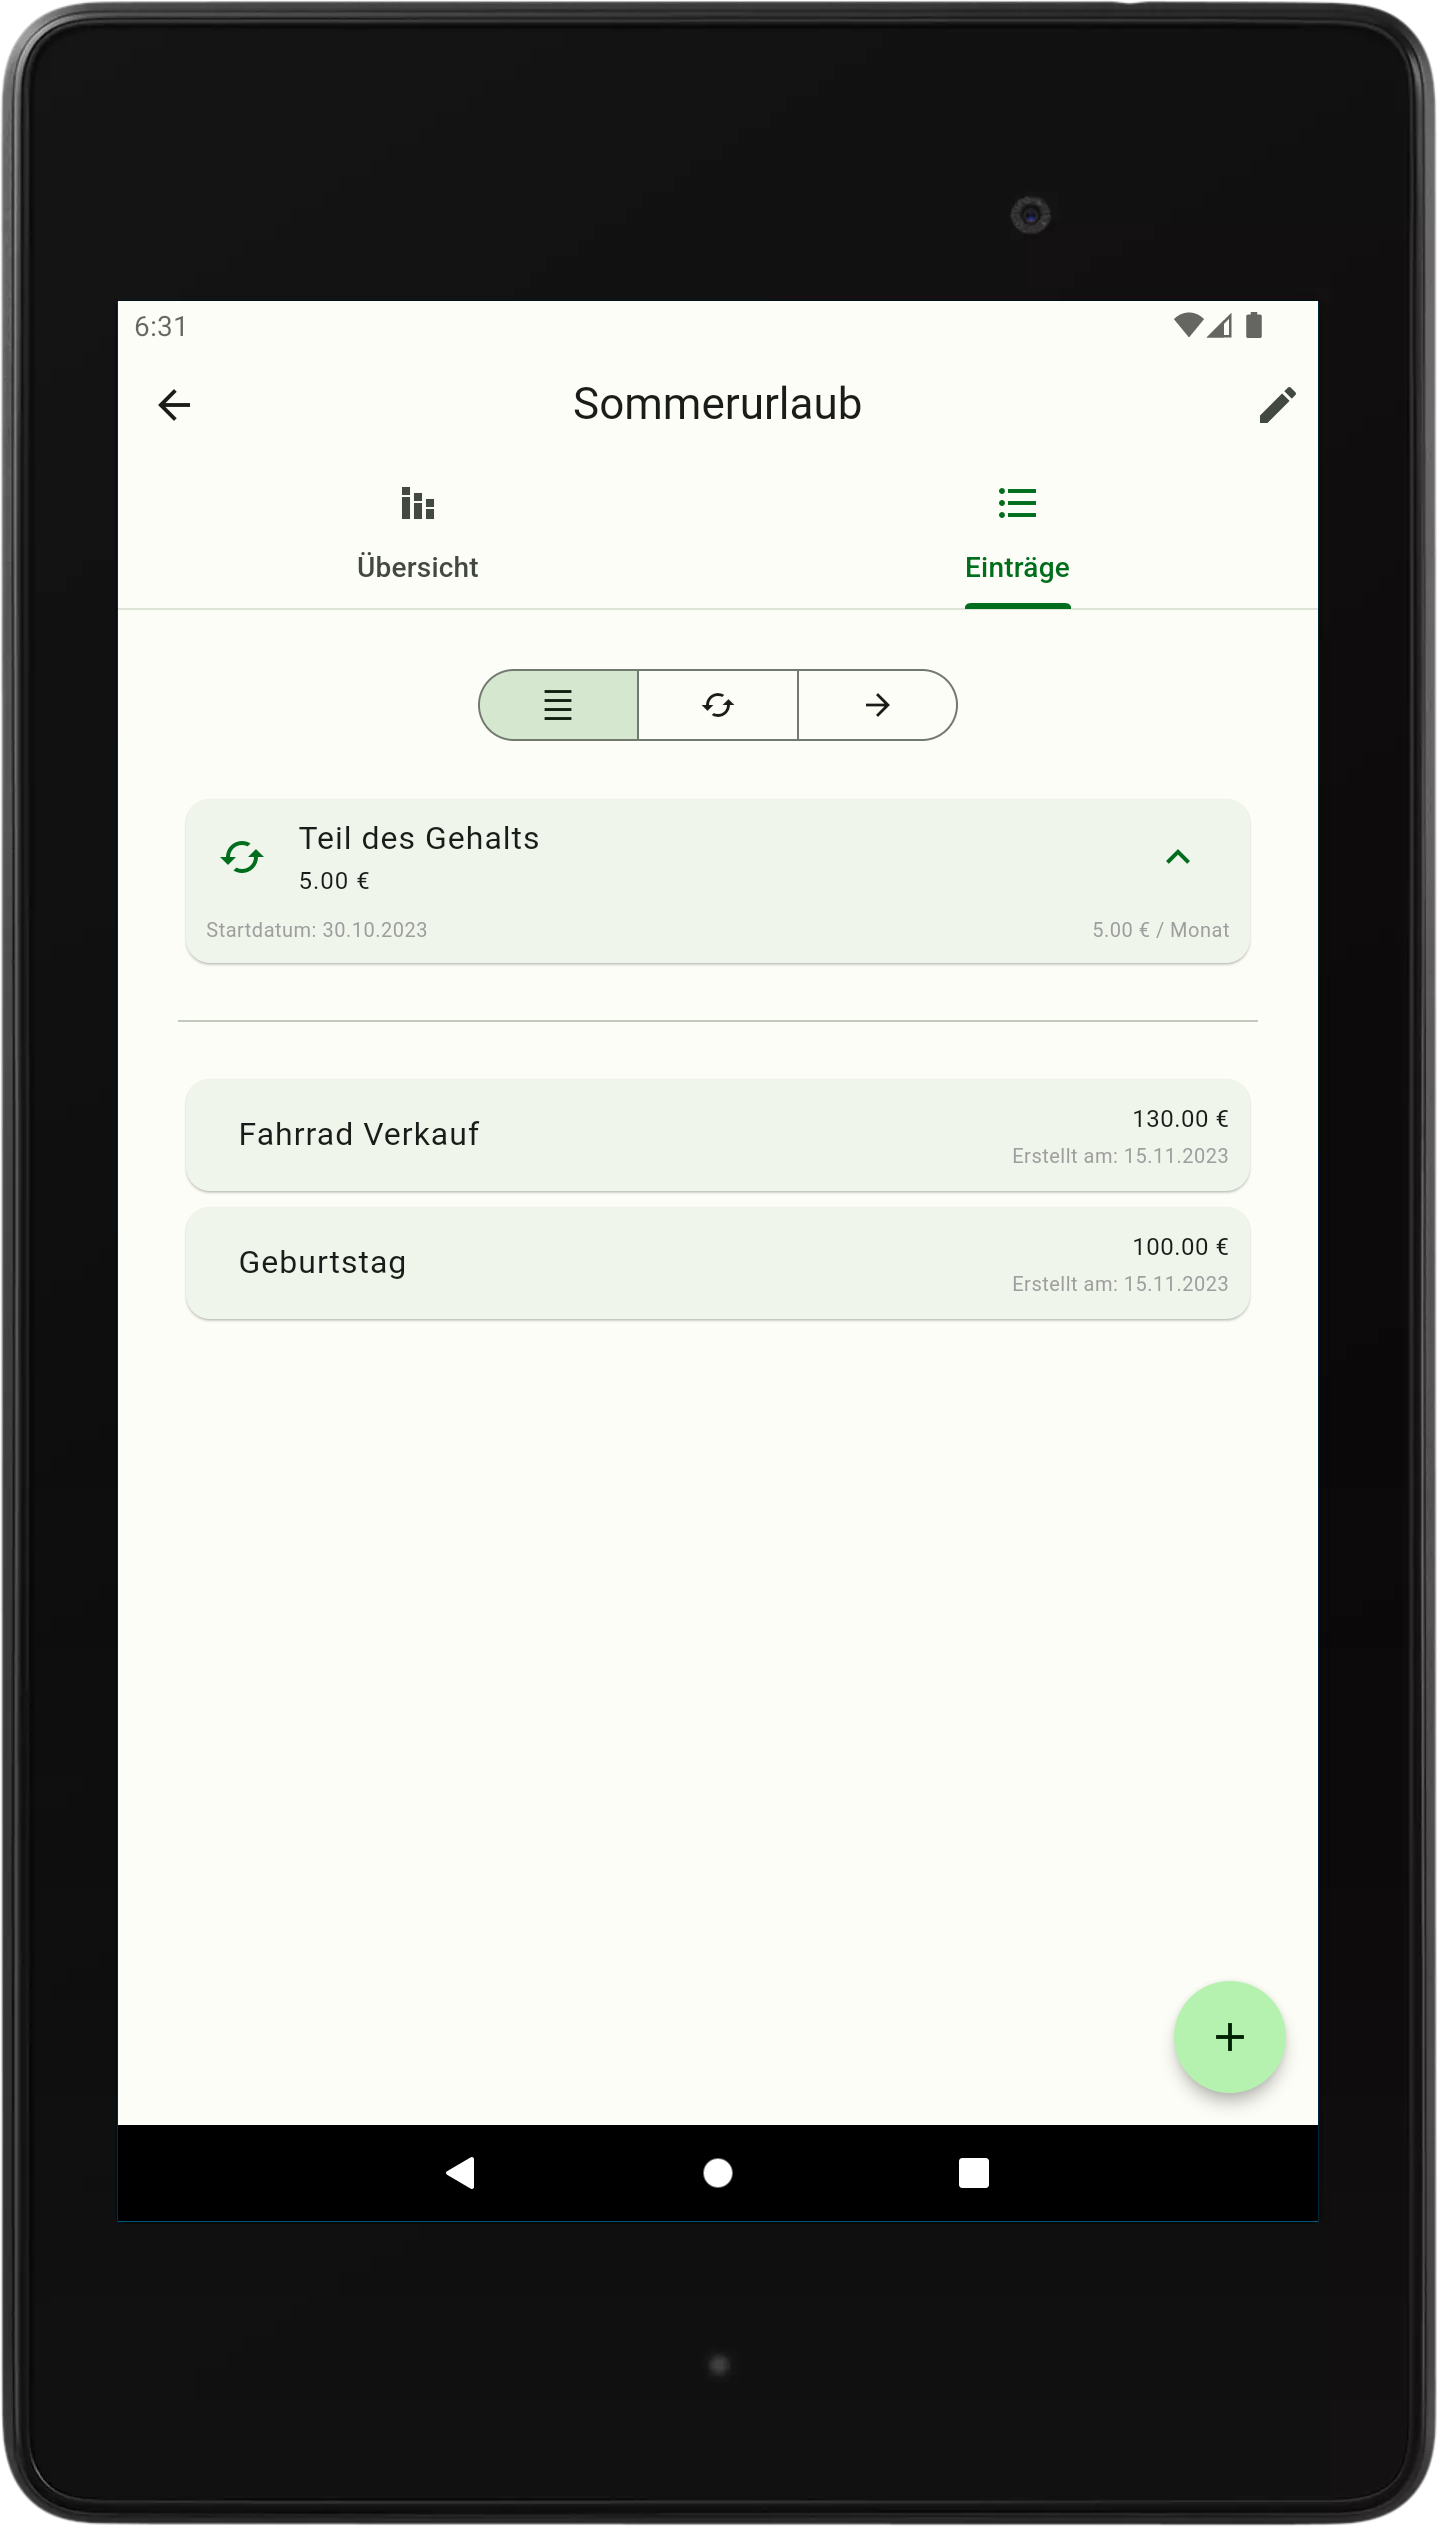 6:31
Sommerurlaub
Übersicht
Einträge
Teil des Gehalts
5.00 €
Startdatum: 30.10.2023
5.00 € / Monat
Fahrrad Verkauf
130.00 €
Erstellt am: 15.11.2023
Geburtstag
100.00 €
Erstellt am: 15.11.2023